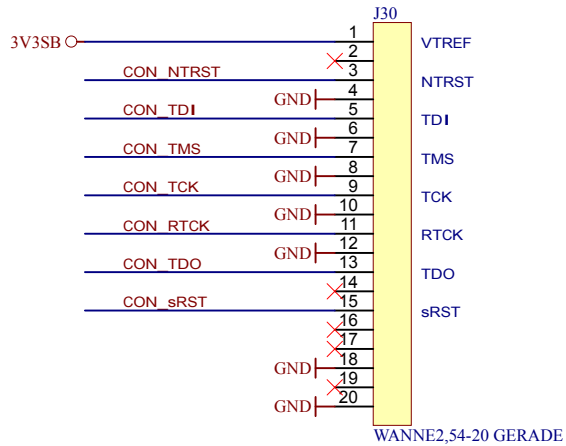 J30
3V3SB 1 VTREF
2
CON_NTRST 3 NTRST
GND 4
CON_TDI 5 TDI
GND 6
CON_TMS 7 TMS
GND 8
CON_TCK 9 TCK
GND 10
CON_RTCK 11 RTCK
GND 12
CON_TDO 13 TDO
14
CON_sRST 15 sRST
16
17
GND 18
19
GND 20
WANNE2,54-20 GERADE